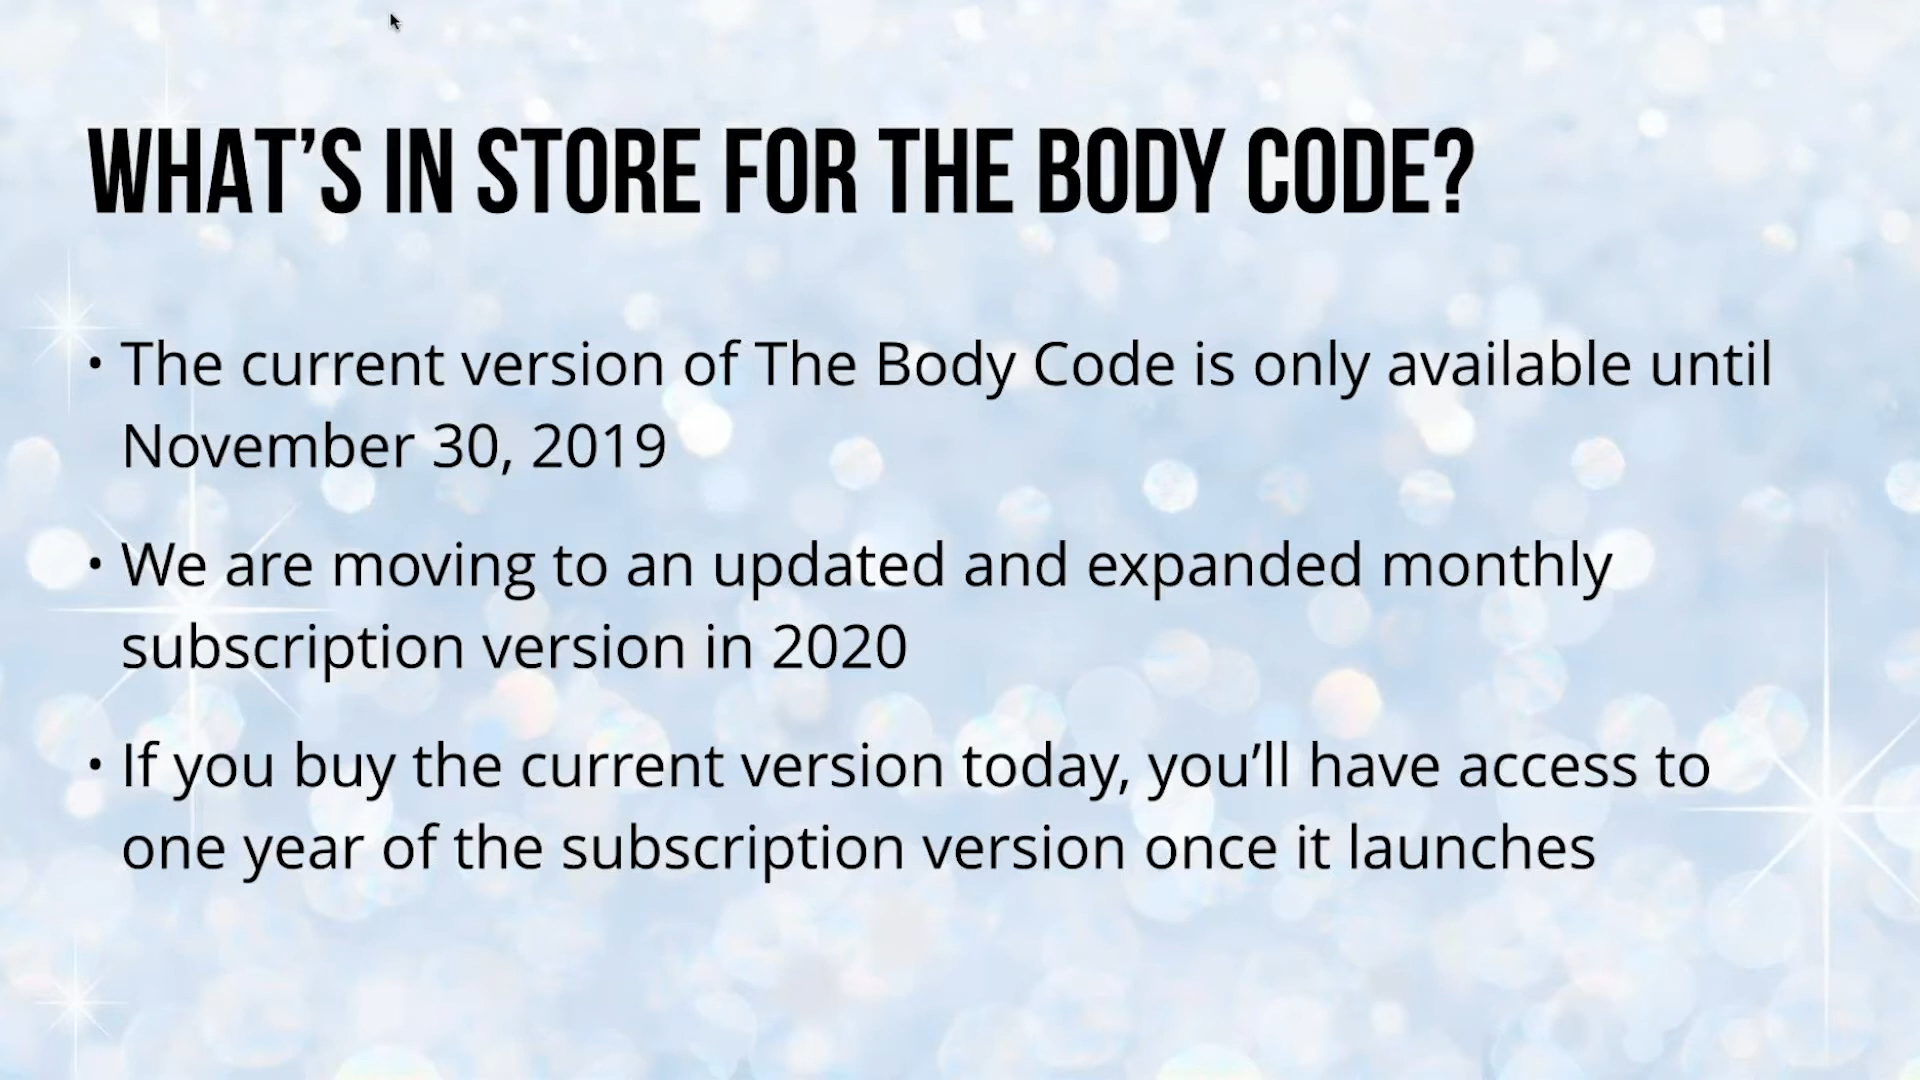 WHAT’S IN STORE FOR THE BODY CODE?
• The current version of The Body Code is only available until
November 30, 2019
• We are moving to an updated and expanded monthly
subscription version in 2020
• If you buy the current version today, you’ll have access to
one year of the subscription version once it launches